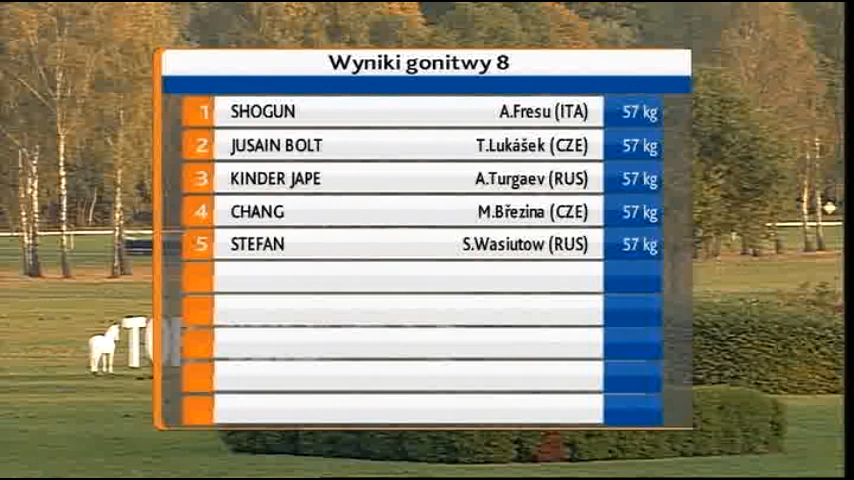 Wyniki gonitwy 8
1 SHOGUN A.Fresu (ITA) 57 kg
2 JUSAIN BOLT T.Lukášek (CZE) 57 kg
3 KINDER JAPE A.Turgaev (RUS) 57 kg
4 CHANG M.Březina (CZE) 57 kg
5 STEFAN S.Wasiutow (RUS) 57 kg